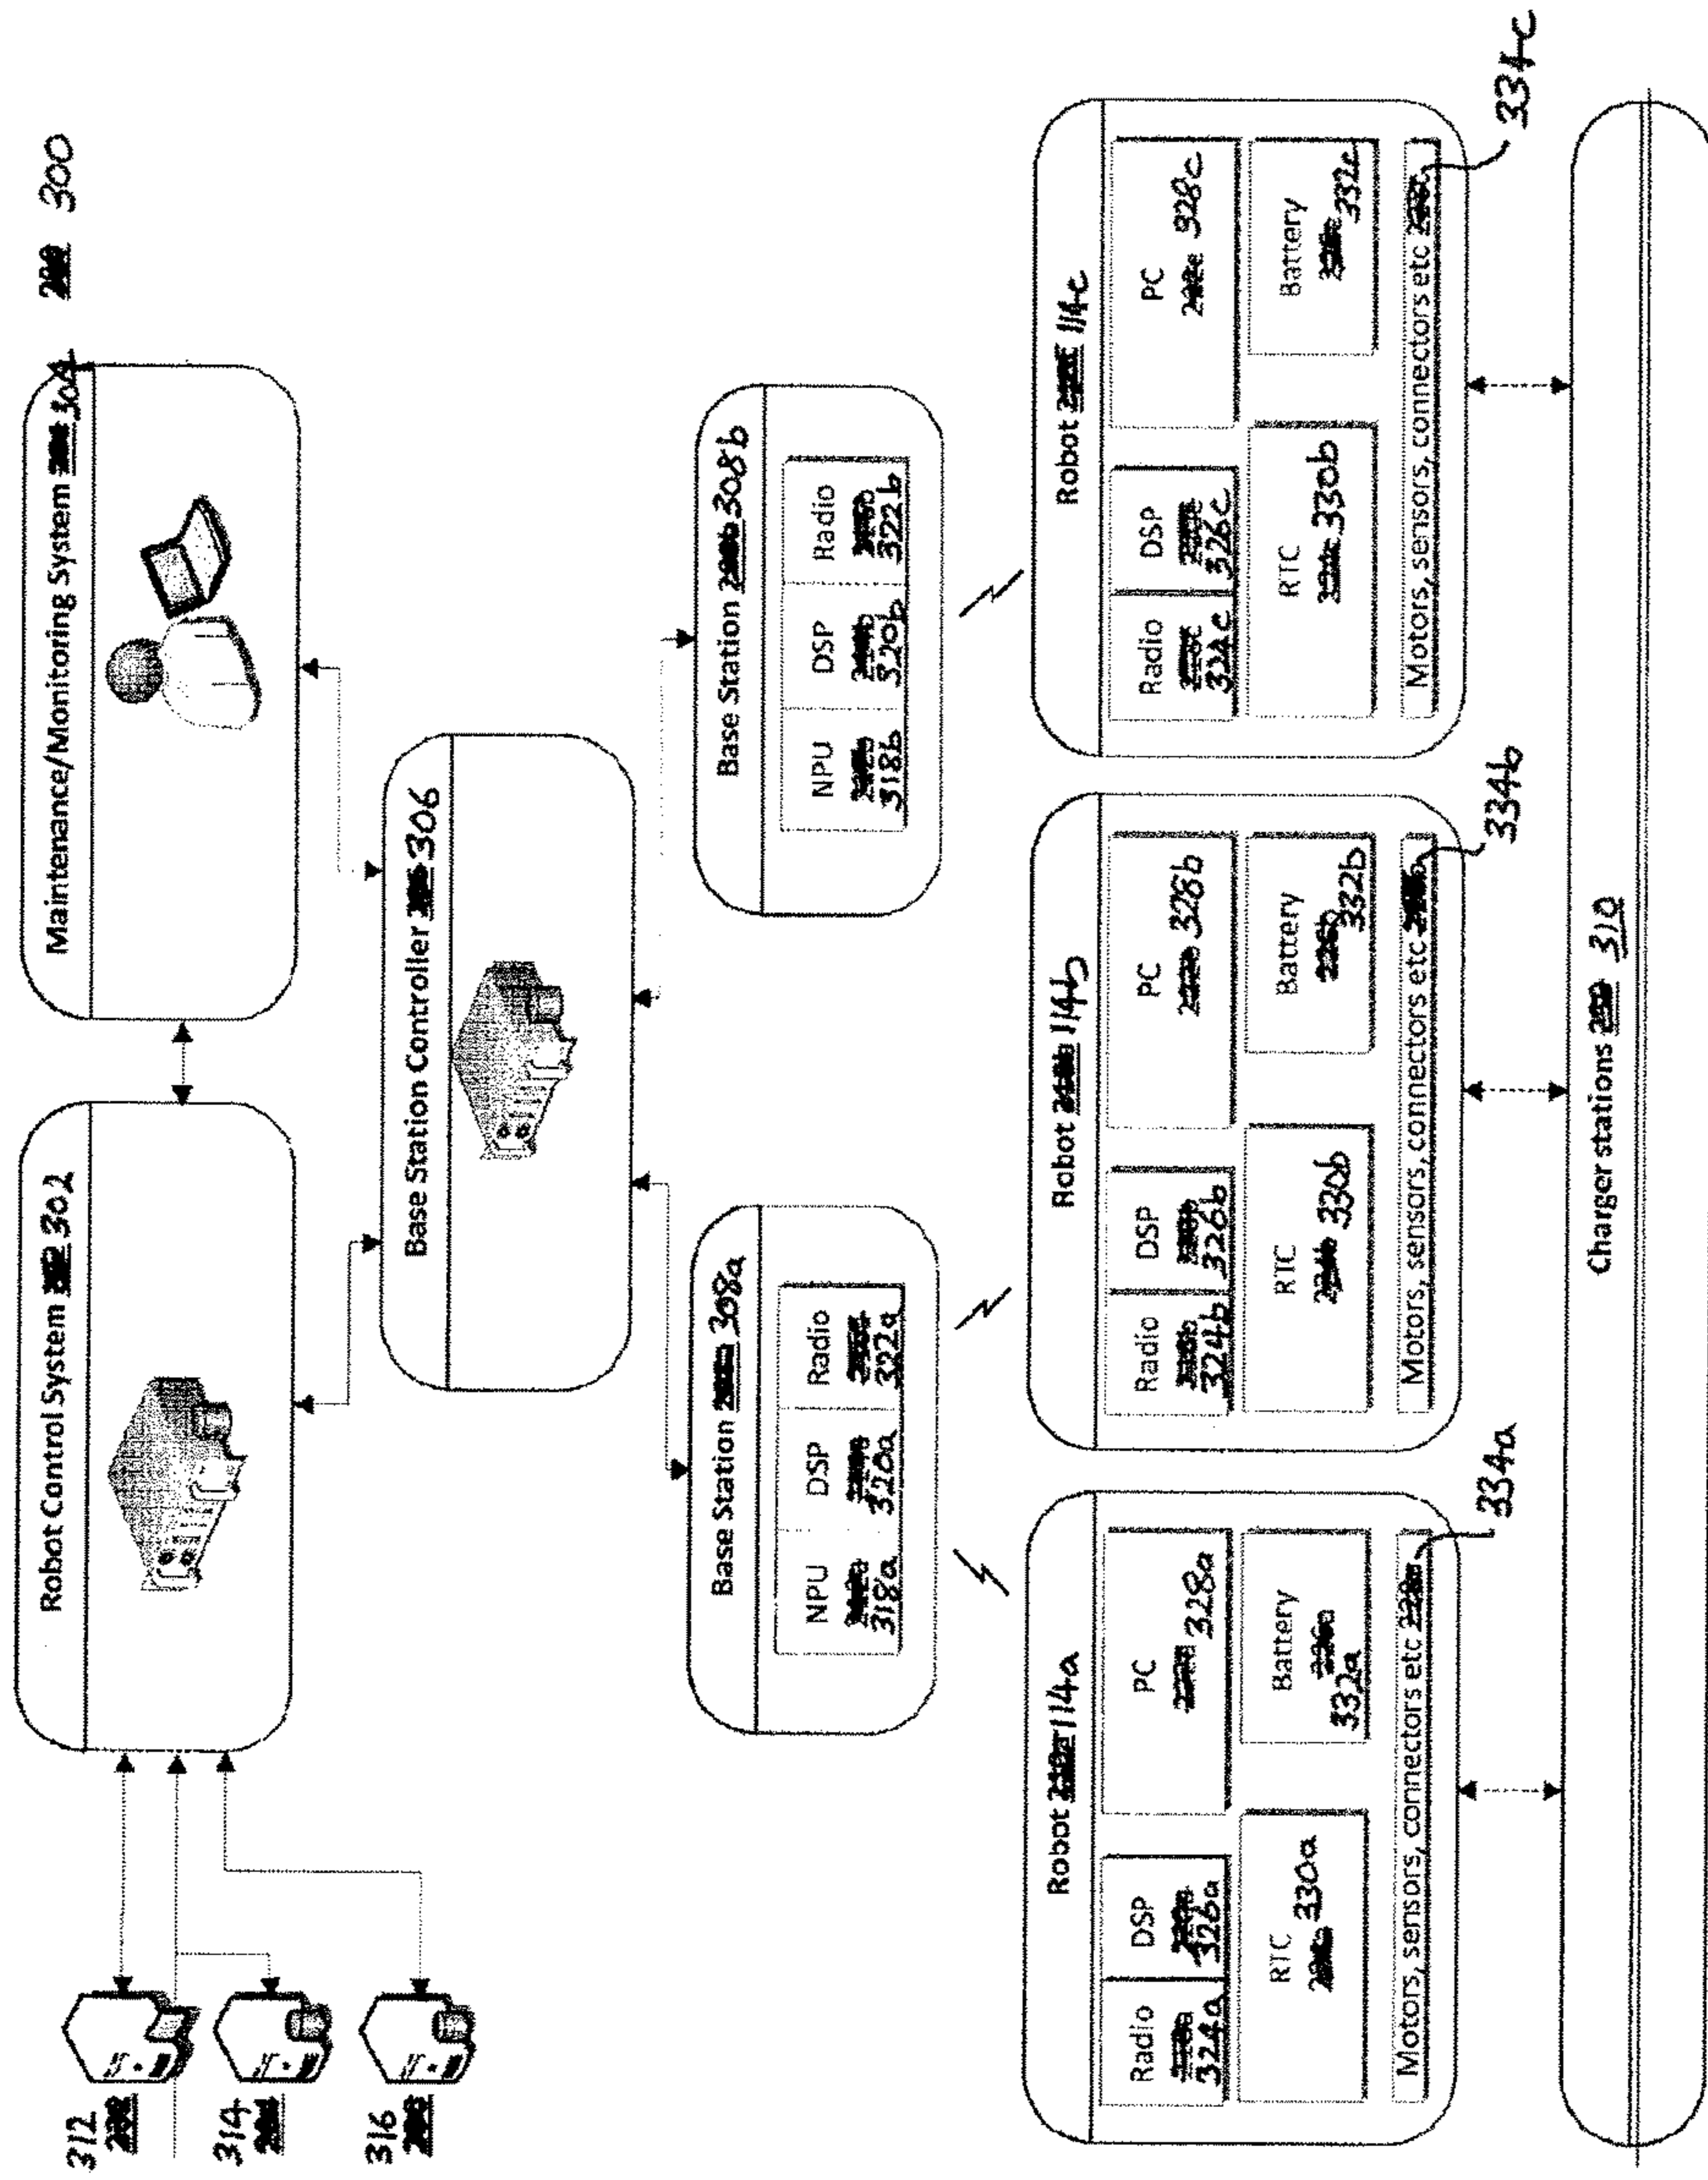 300
Robot Control System 302
Maintenance/Monitoring System 304
312
314
316
Base Station Controller 306
Base Station 308a
NPU DSP Radio
318a 320a 322a
Base Station 308b
NPU DSP Radio
318b 320b 322b
Robot 114a
Radio DSP PC
324a 326a 328a
RTC Battery
330a 332a
Motors, sensors, connectors etc
334a
Robot 114b
Radio DSP PC
324b 326b 328b
RTC Battery
330b 332b
Motors, sensors, connectors etc
334b
Robot 114c
Radio DSP PC
324c 326c 328c
RTC Battery
330b 332c
Motors, sensors, connectors etc
334c
Charger stations 310